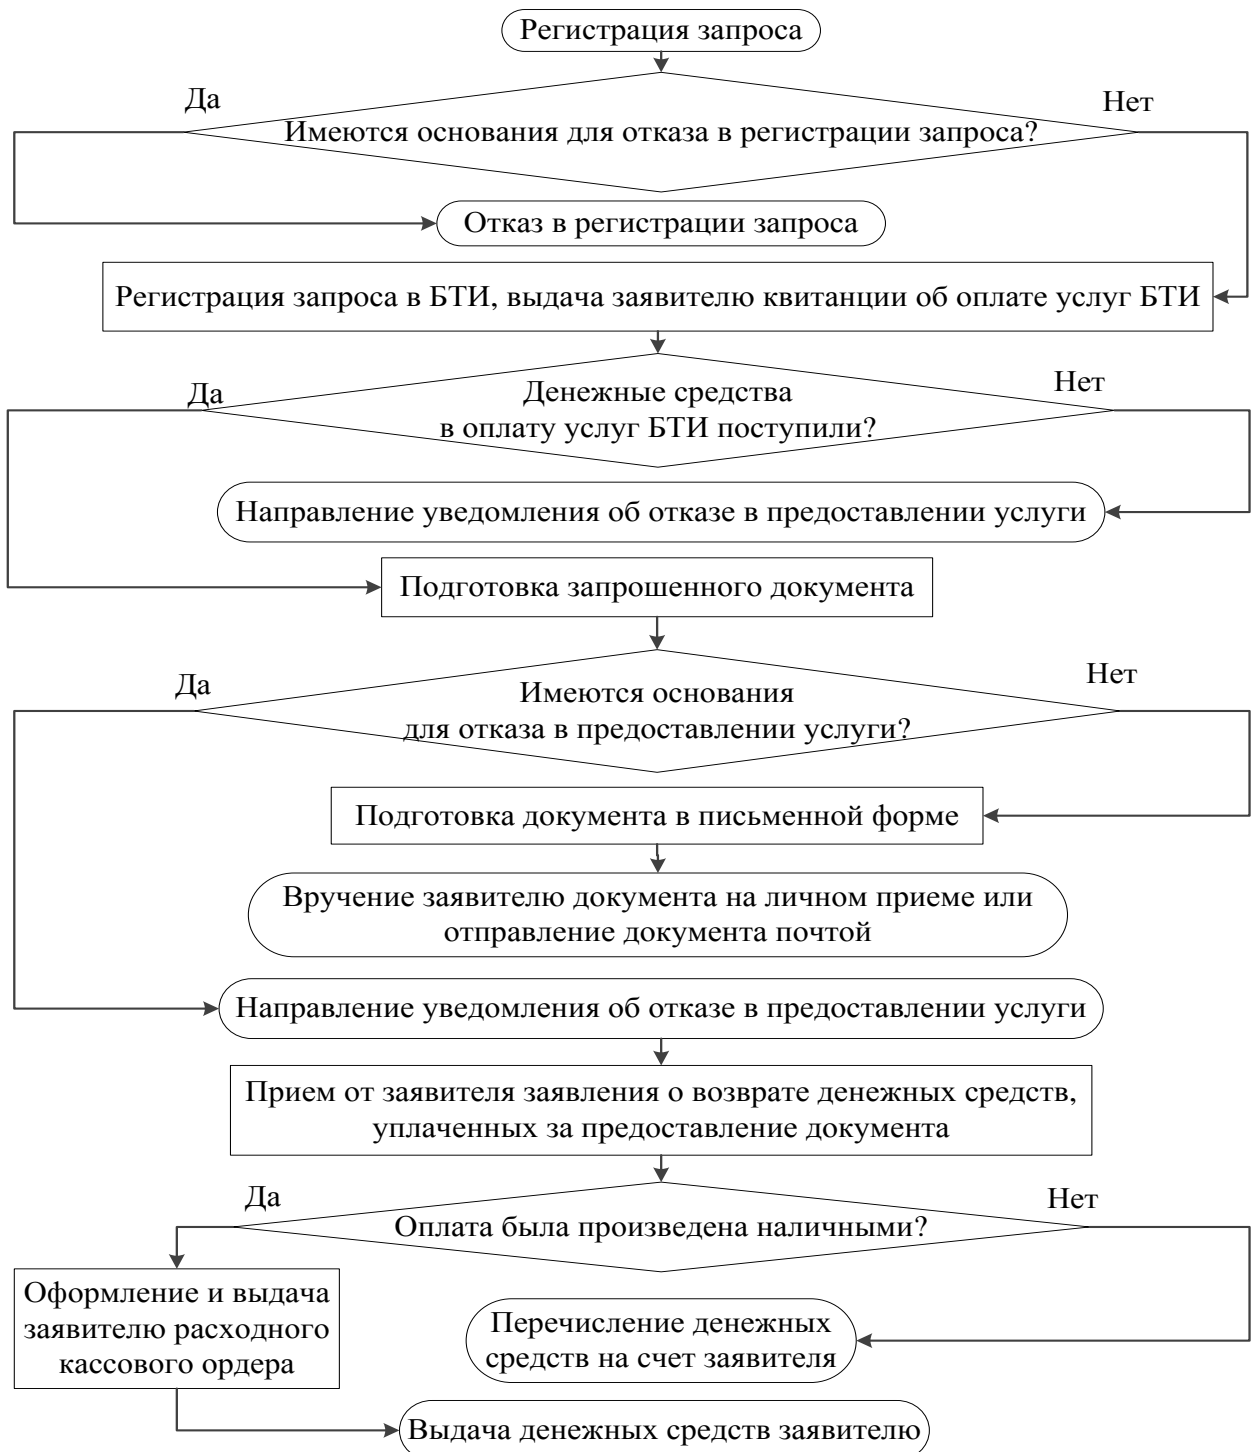 Регистрация запроса
Да
Нет
Имеются основания для отказа в регистрации запроса?
Отказ в регистрации запроса
Регистрация запроса в БТИ, выдача заявителю квитанции об оплате услуг БТИ
Да
Нет
Денежные средства
в оплату услуг БТИ поступили?
Направление уведомления об отказе в предоставлении услуги
Подготовка запрошенного документа
Да
Нет
Имеются основания
для отказа в предоставлении услуги?
Подготовка документа в письменной форме
Вручение заявителю документа на личном приеме или
отправление документа почтой
Направление уведомления об отказе в предоставлении услуги
Прием от заявителя заявления о возврате денежных средств,
уплаченных за предоставление документа
Да
Нет
Оплата была произведена наличными?
Оформление и выдача
заявителю расходного
кассового ордера
Перечисление денежных
средств на счет заявителя
Выдача денежных средств заявителю